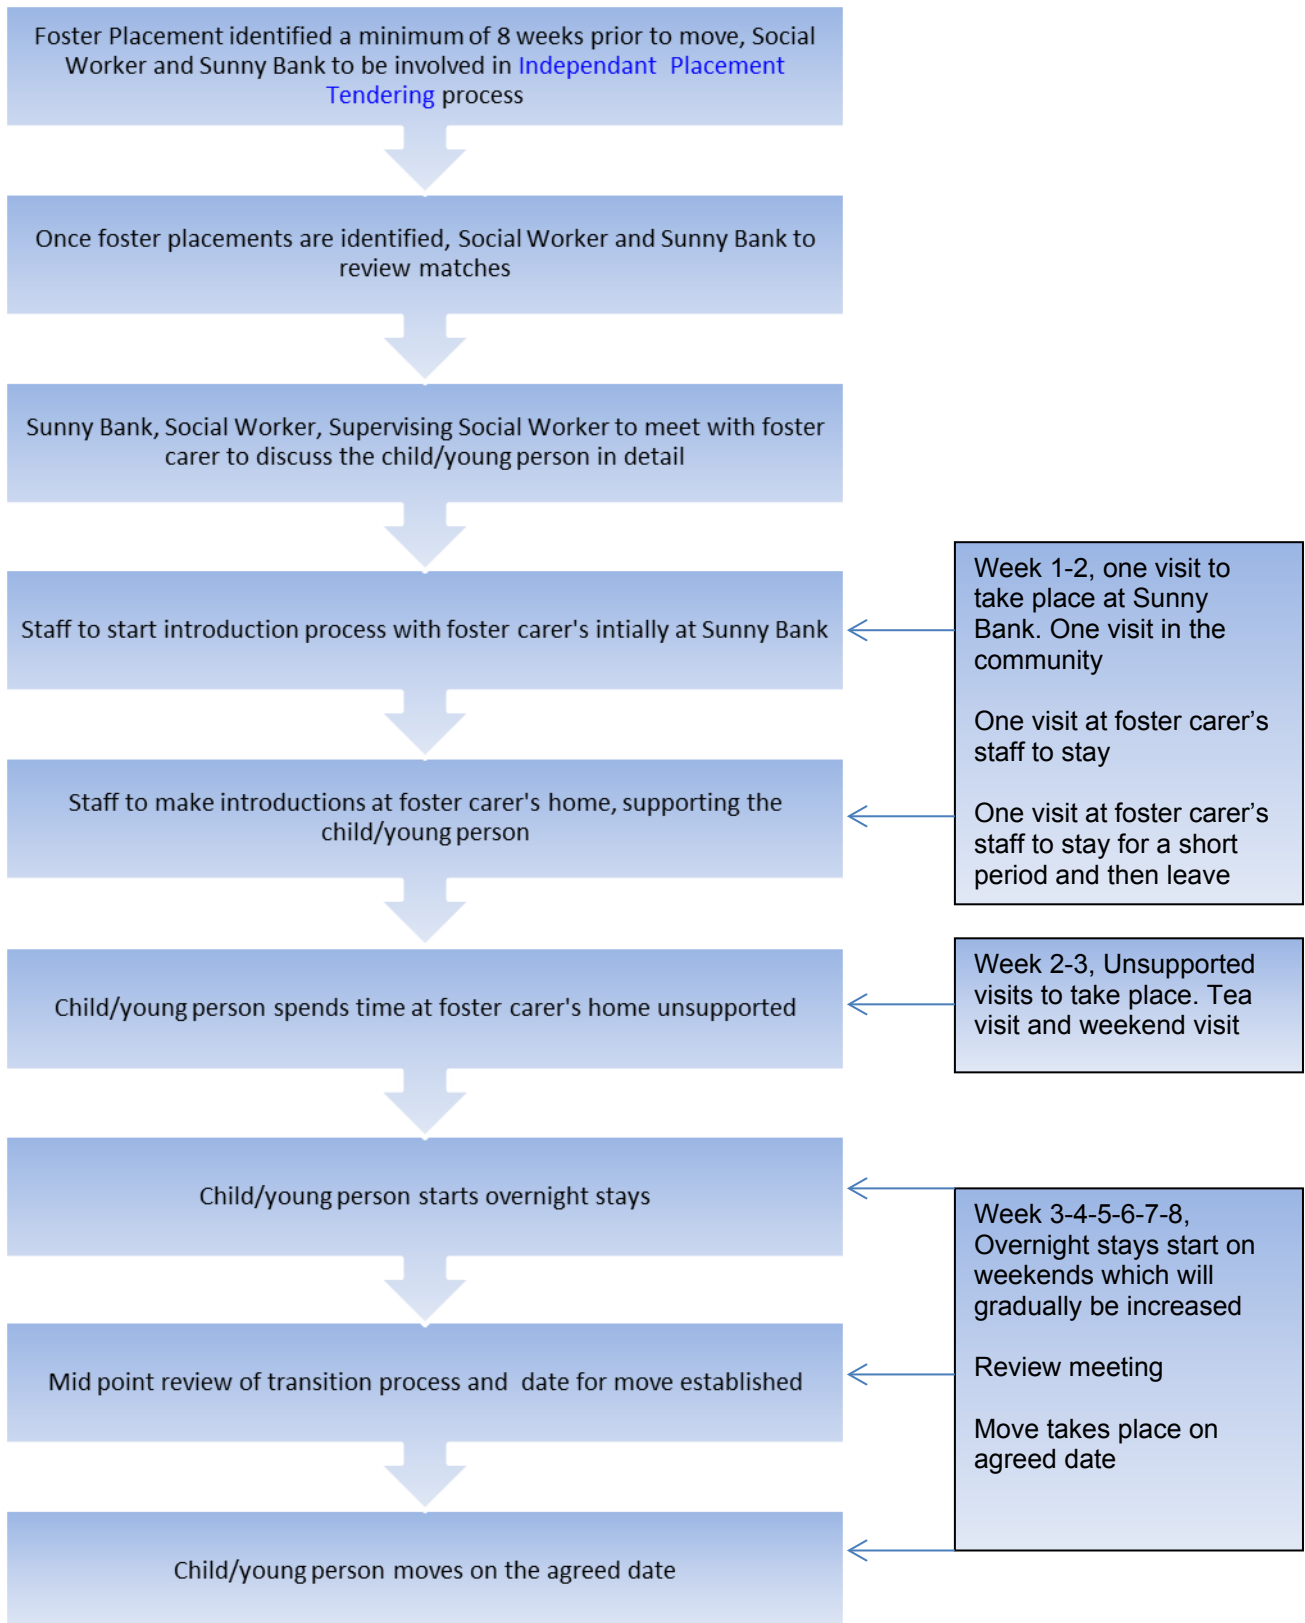 Foster Placement identified a minimum of 8 weeks prior to move, Social
Worker and Sunny Bank to be involved in Independant  Placement
Tendering process
Once foster placements are identified, Social Worker and Sunny Bank to
review matches
Sunny Bank, Social Worker, Supervising Social Worker to meet with foster
carer to discuss the child/young person in detail
Staff to start introduction process with foster carer's intially at Sunny Bank
Week 1-2, one visit to
take place at Sunny
Bank. One visit in the
community
One visit at foster carer’s
staff to stay
One visit at foster carer’s
staff to stay for a short
period and then leave
Staff to make introductions at foster carer's home, supporting the
child/young person
Child/young person spends time at foster carer's home unsupported
Week 2-3, Unsupported
visits to take place. Tea
visit and weekend visit
Child/young person starts overnight stays
Week 3-4-5-6-7-8,
Overnight stays start on
weekends which will
gradually be increased
Review meeting
Move takes place on
agreed date
Mid point review of transition process and  date for move established
Child/young person moves on the agreed date